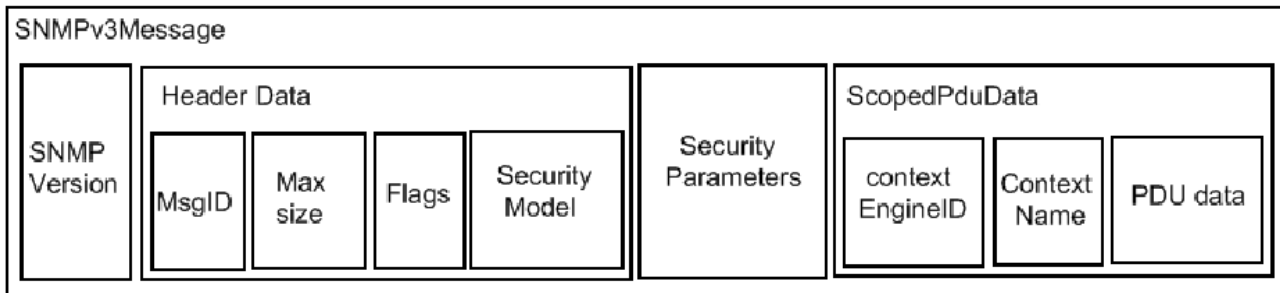 SNMPv3Message
SNMP
Version
Header Data
MsgID
Max
size
Flags
Security
Model
Security
Parameters
ScopedPduData
context
EngineID
Context
Name
PDU data